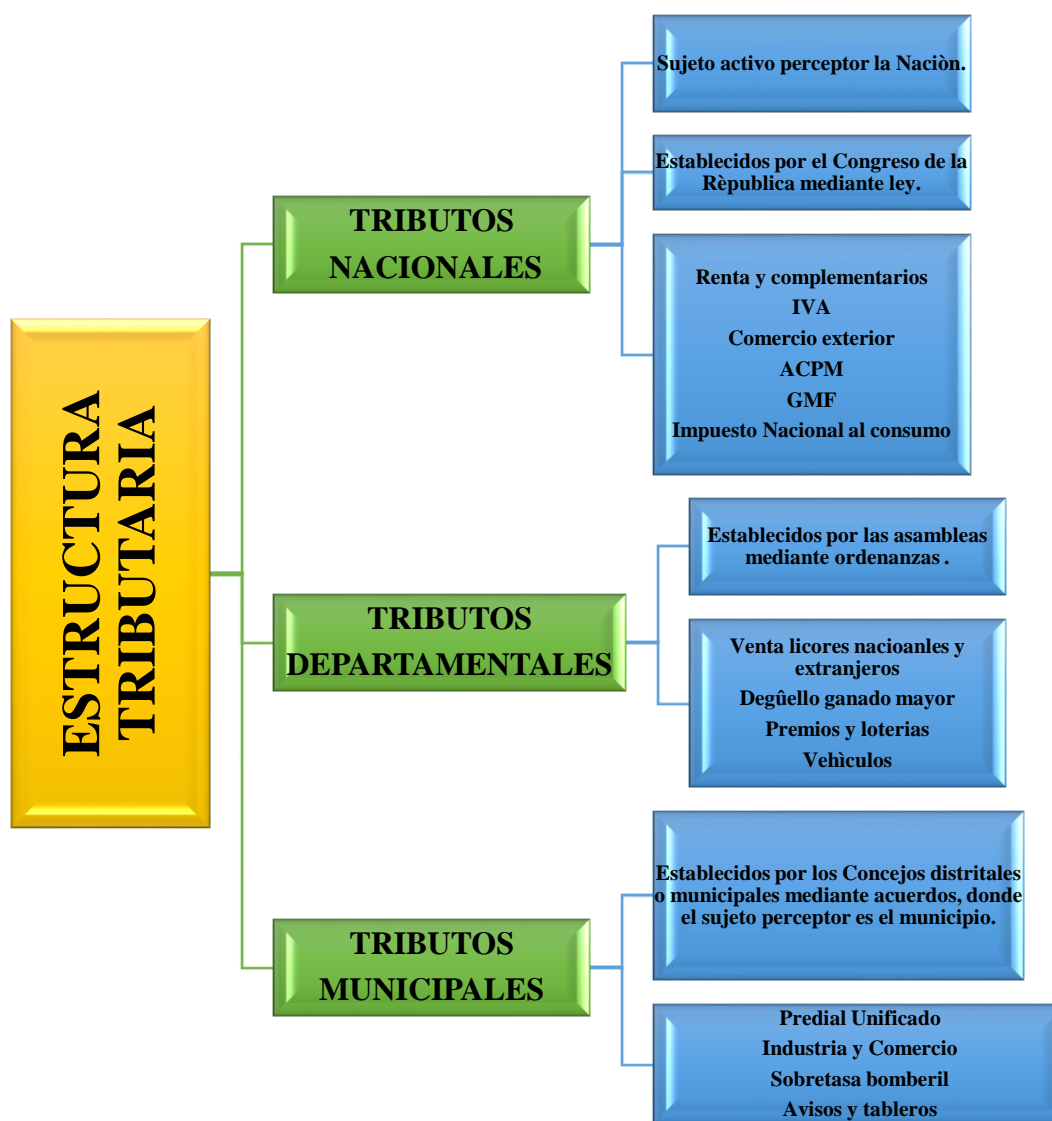 ESTRUCTURA
TRIBUTARIA
TRIBUTOS
NACIONALES
Sujeto activo perceptor la Naciòn.
Establecidos por el Congreso de la
Rèpublica mediante ley.
Renta y complementarios
IVA
Comercio exterior
ACPM
GMF
Impuesto Nacional al consumo
TRIBUTOS
DEPARTAMENTALES
Establecidos por las asambleas
mediante ordenanzas .
Venta licores nacioanles y
extranjeros
Degûello ganado mayor
Premios y loterias
Vehìculos
TRIBUTOS
MUNICIPALES
Establecidos por los Concejos distritales
o municipales mediante acuerdos, donde
el sujeto perceptor es el municipio.
Predial Unificado
Industria y Comercio
Sobretasa bomberil
Avisos y tableros